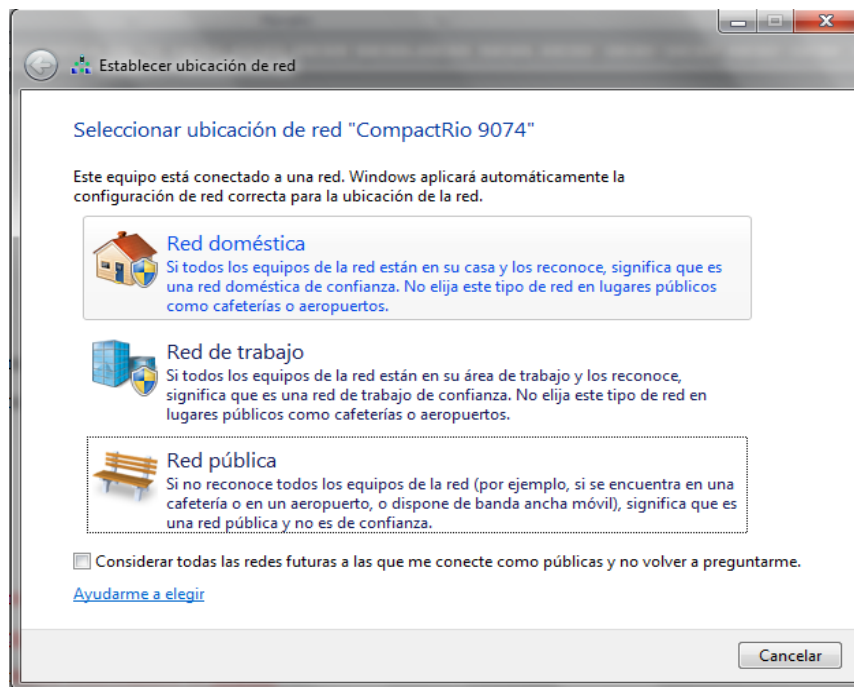 Establecer ubicación de red
Seleccionar ubicación de red "CompactRio 9074"
Este equipo está conectado a una red. Windows aplicará automáticamente la
configuración de red correcta para la ubicación de la red.
Red doméstica
Si todos los equipos de la red están en su casa y los reconoce, significa que es
una red doméstica de confianza. No elija este tipo de red en lugares públicos
como cafeterías o aeropuertos.
Red de trabajo
Si todos los equipos de la red están en su área de trabajo y los reconoce,
significa que es una red de trabajo de confianza. No elija este tipo de red en
lugares públicos como cafeterías o aeropuertos.
Red pública
Si no reconoce todos los equipos de la red (por ejemplo, si se encuentra en una
cafetería o en un aeropuerto, o dispone de banda ancha móvil), significa que es
una red pública y no es de confianza.
Considerar todas las redes futuras a las que me conecte como públicas y no volver a preguntarme.
Ayudarme a elegir
Cancelar